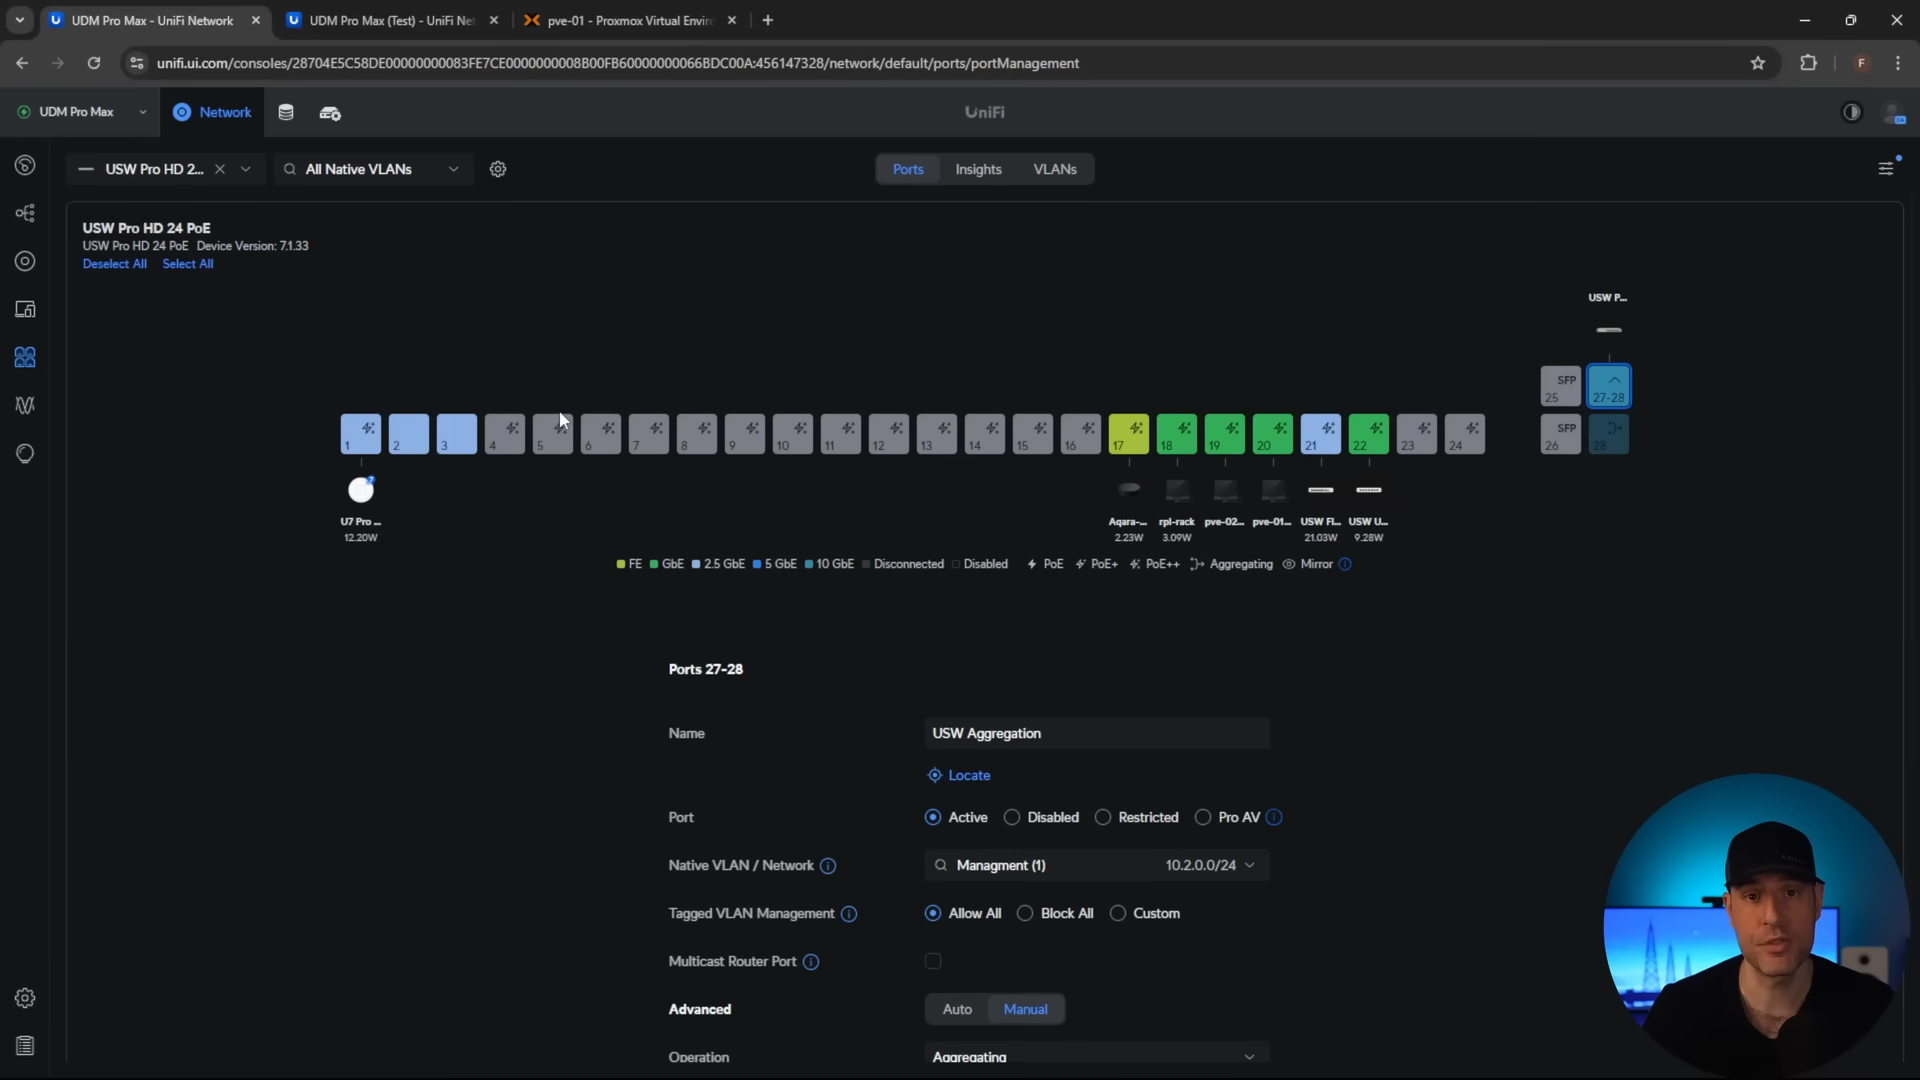 UDM Pro Max - UniFi Network
UDM Pro Max (Test) - UniFi Net
pve-01 - Proxmox Virtual Enviro
unifi.ui.com/consoles/28704E5C58DE00000000083FE7CE0000000008B00FB60000000066BDC00A:456147328/network/default/ports/portManagement
F
UDM Pro Max
Network
UniFi
USW Pro HD 2...
All Native VLANs
Ports
Insights
VLANs
USW Pro HD 24 PoE
USW Pro HD 24 PoE Device Version: 7.1.33
Deselect All Select All
USW P...
SFP
25
27-28
1
2
3
4
5
6
7
8
9
10
11
12
13
14
15
16
17
18
19
20
21
22
23
24
SFP
26
28
U7 Pro ...
12.20W
Aqara-...
2.23W
rpl-rack
3.09W
pve-02...
pve-01...
USW Fl...
21.03W
USW U...
9.28W
FE GbE 2.5 GbE 5 GbE 10 GbE Disconnected Disabled PoE PoE+ PoE++ Aggregating Mirror
Ports 27-28
Name
USW Aggregation
Locate
Port
Active Disabled Restricted Pro AV
Native VLAN / Network
Managment (1) 10.2.0.0/24
Tagged VLAN Management
Allow All Block All Custom
Multicast Router Port
Advanced
Auto Manual
Operation
Aggregating